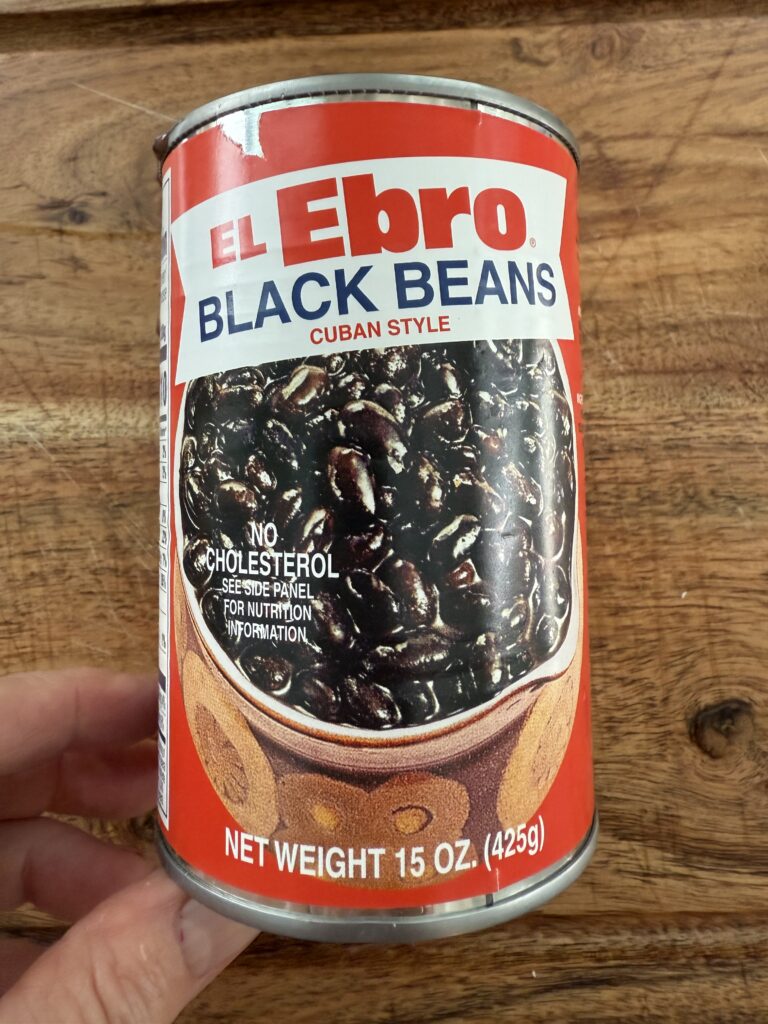 EL Ebro®
BLACK BEANS
CUBAN STYLE
NO
CHOLESTEROL
SEE SIDE PANEL
FOR NUTRITION
INFORMATION
NET WEIGHT 15 OZ. (425g)